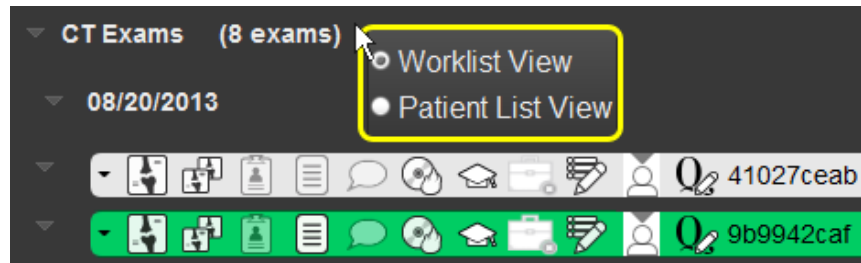 CT Exams (8 exams)
Worklist View
08/20/2013
Patient List View
41027ceab
9b9942caf